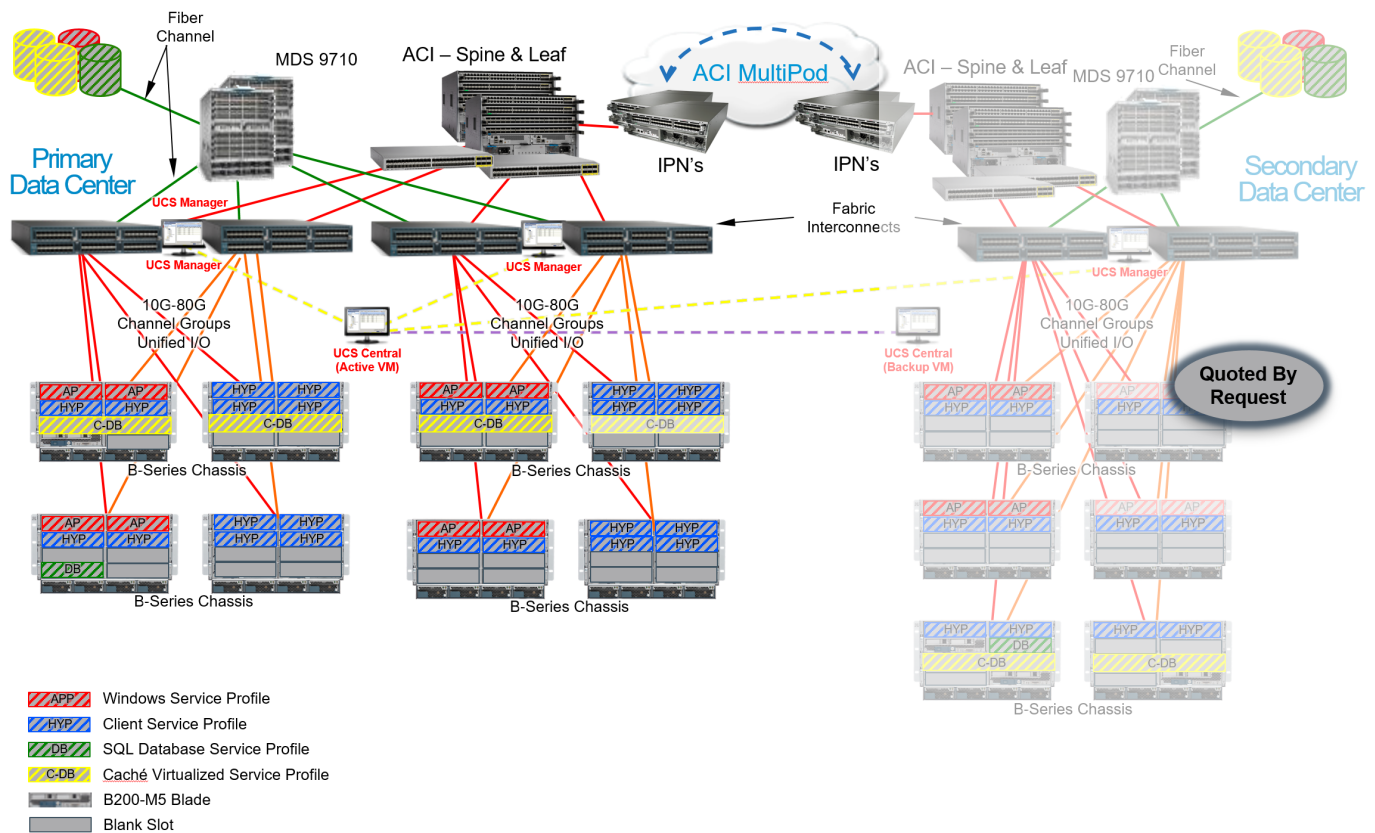 Fiber
Channel
MDS 9710
ACI – Spine & Leaf
ACI MultiPod
ACI – Spine & Leaf
MDS 9710
Fiber
Channel
Primary
Data Center
IPN's
IPN's
Secondary
Data Center
UCS Manager
Fabric
Interconnects
UCS Manager
UCS Manager
UCS Manager
10G-80G
Channel Groups
Unified I/O
10G-80G
Channel Groups
Unified I/O
10G-80G
Channel Groups
Unified I/O
UCS Central
(Active VM)
UCS Central
(Backup VM)
Quoted By
Request
AP AP
HYP HYP
C-DB
HYP HYP
HYP HYP
C-DB
B-Series Chassis
AP AP
HYP HYP
C-DB
HYP HYP
HYP HYP
C-DB
B-Series Chassis
AP AP
HYP HYP
AP
HYP HYP
B-Series Chassis
AP AP
HYP HYP
DB
HYP HYP
HYP HYP
B-Series Chassis
AP AP
HYP HYP
HYP HYP
HYP HYP
B-Series Chassis
AP AP
HYP HYP
AP AP
HYP HYP
HYP HYP
DB
C-DB
HYP HYP
C-DB
B-Series Chassis
APP Windows Service Profile
HYP Client Service Profile
DB SQL Database Service Profile
C-DB Caché Virtualized Service Profile
B200-M5 Blade
Blank Slot